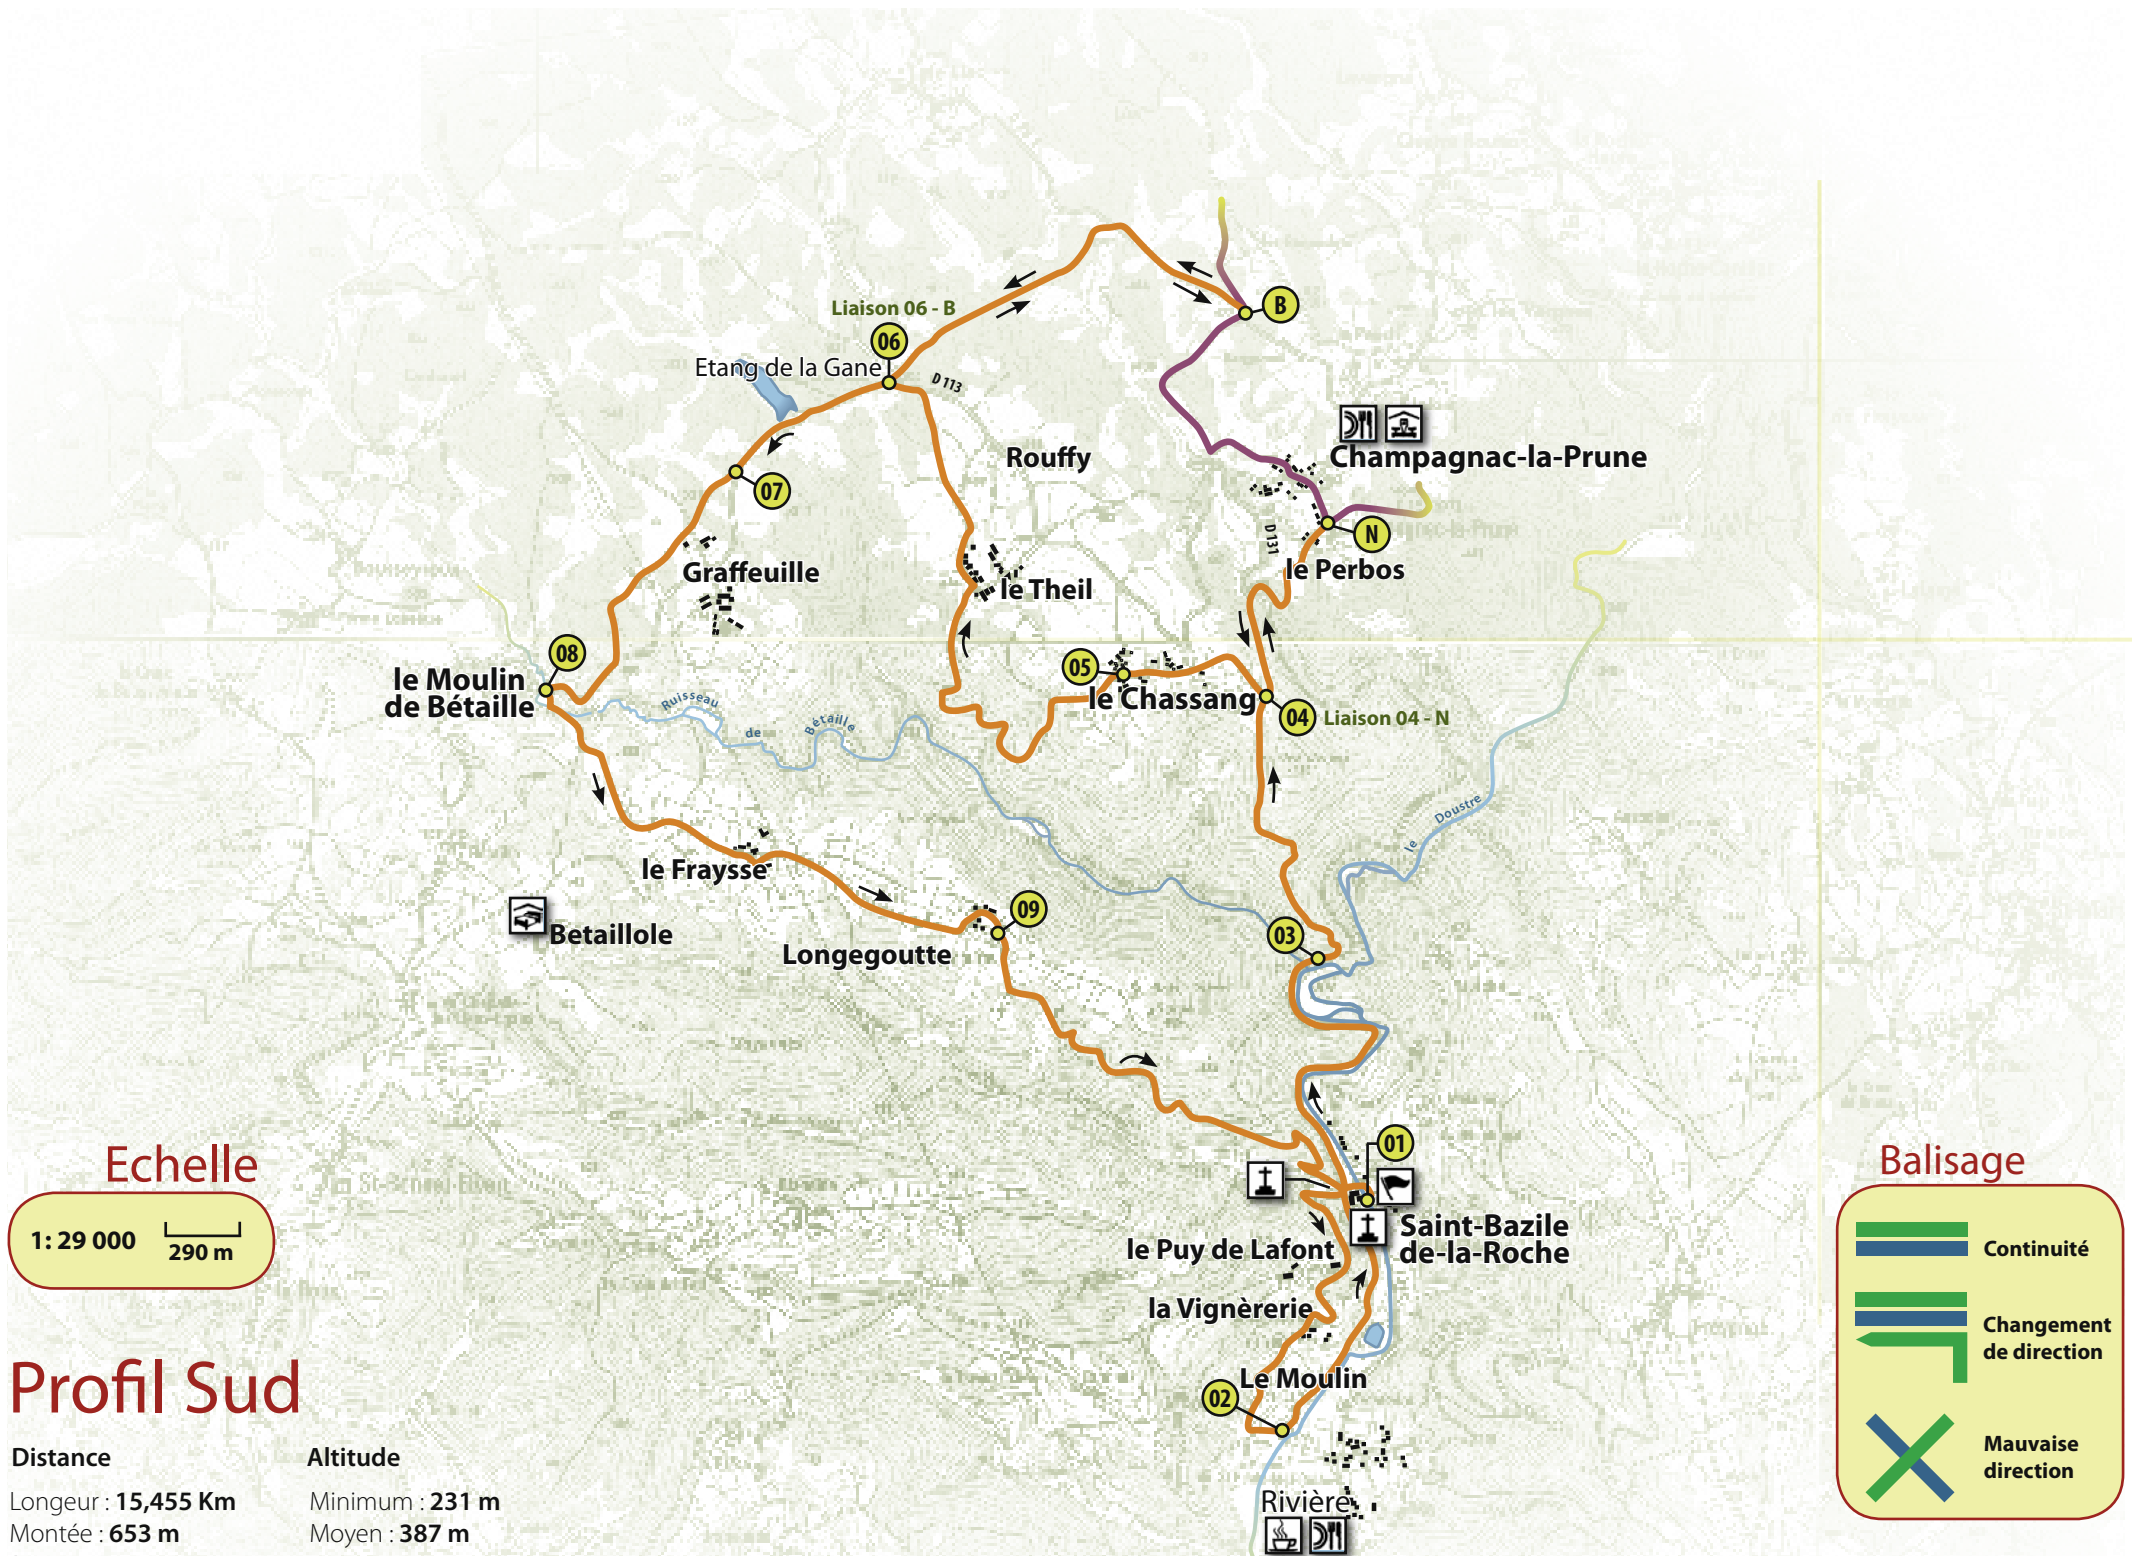 Liaison 06 - B
06
B
Etang de la Gane
D 113
Rouffy
Champagnac-la-Prune
07
N
D131
le Perbos
Graffeuille
le Theil
08
05
le Moulin
de Bétaille
le Chassang
04
Liaison 04 - N
Ruisseau
de
Bétaille
le
Doustre
le Fraysse
09
Betaillole
Longegoutte
03
01
Saint-Bazile
de-la-Roche
le Puy de Lafont
la Vignèrerie
Le Moulin
02
Rivière
Echelle
1: 29 000
290 m
Profil Sud
Distance
Altitude
Longeur : 15,455 Km
Minimum : 231 m
Montée : 653 m
Moyen : 387 m
Balisage
Continuité
Changement
de direction
Mauvaise
direction